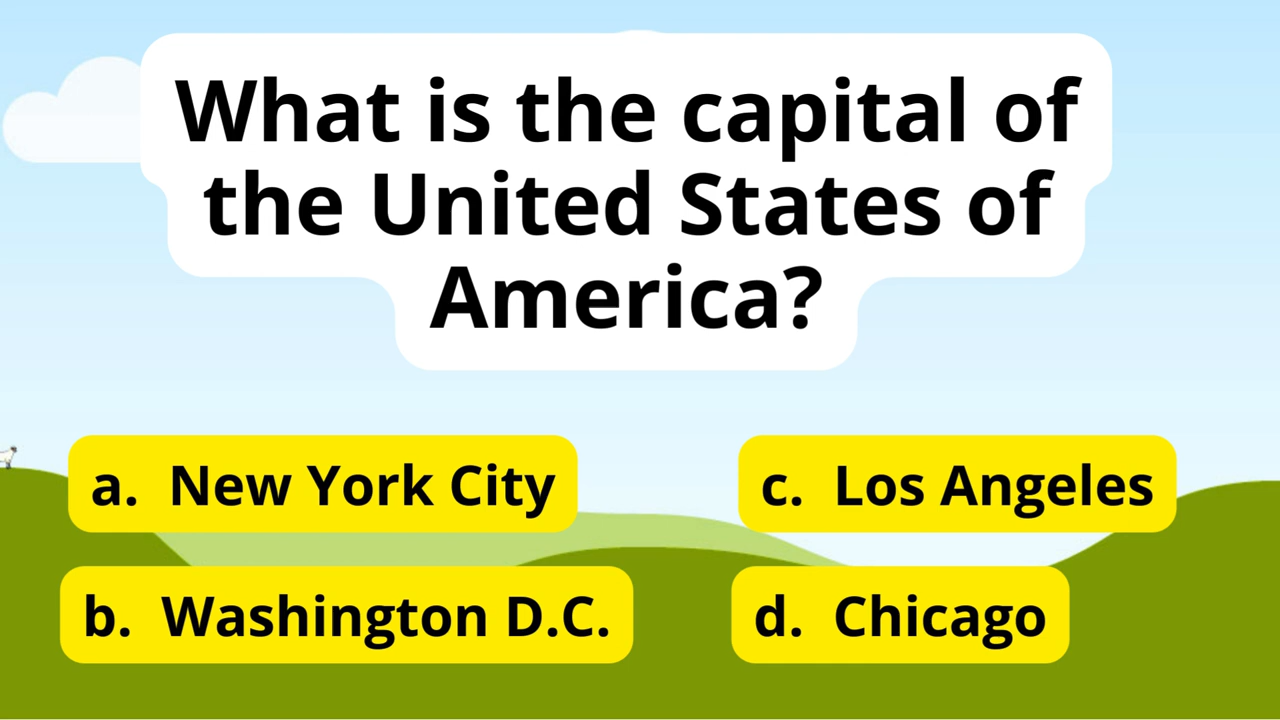 What is the capital of
the United States of
America?
a. New York City
b. Washington D.C.
c. Los Angeles
d. Chicago